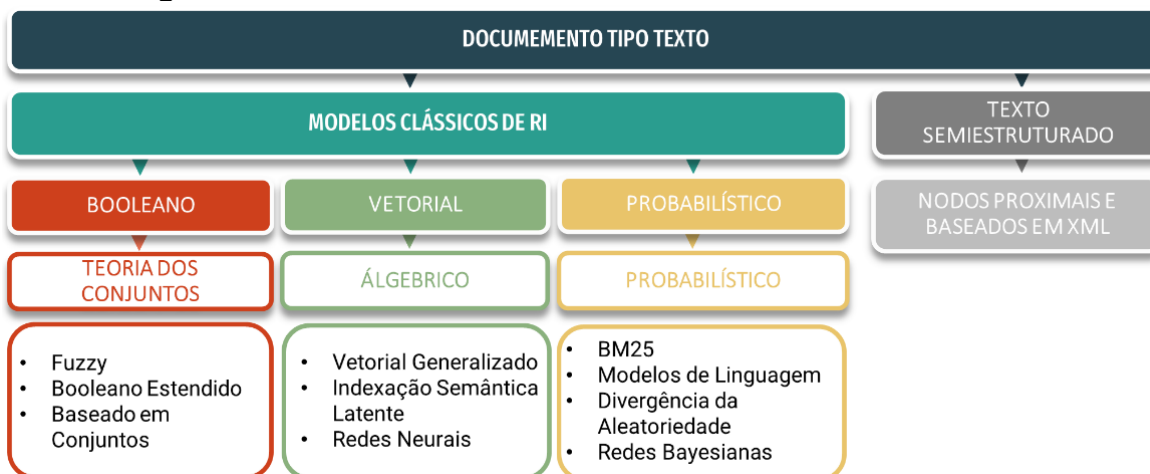 DOCUMEMENTO TIPO TEXTO
MODELOS CLÁSSICOS DE RI
TEXTO
SEMIESTRUTURADO
BOOLEANO
VETORIAL
PROBABILÍSTICO
NODOS PROXIMAIS E
BASEADOS EM XML
TEORIA DOS
CONJUNTOS
ÁLGEBRICO
PROBABILÍSTICO
• Fuzzy
• Booleano Estendido
• Baseado em
Conjuntos
• Vetorial Generalizado
• Indexação Semântica
Latente
• Redes Neurais
• BM25
• Modelos de Linguagem
• Divergência da
Aleatoriedade
• Redes Bayesianas